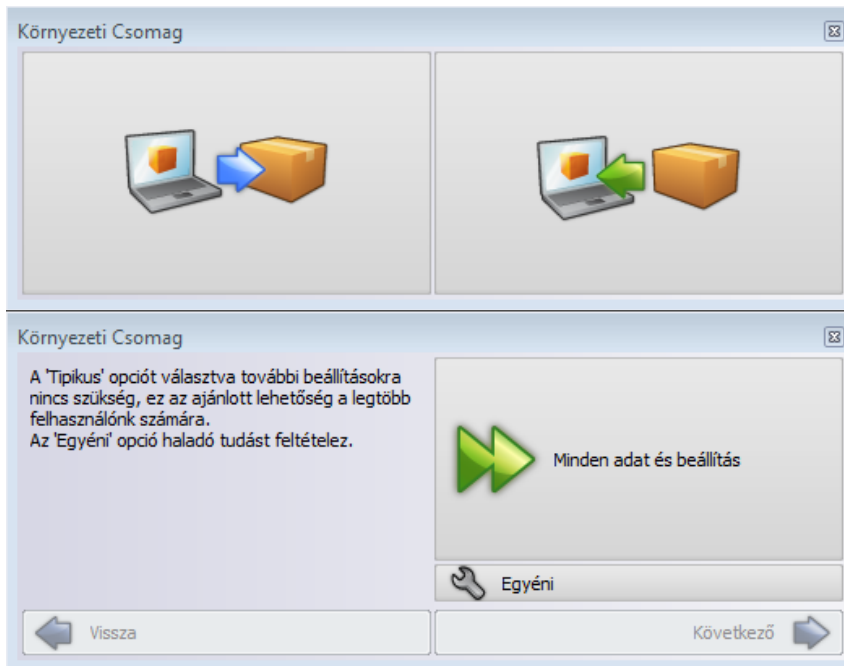 Környezeti Csomag
Környezeti Csomag
A 'Tipikus' opciót választva további beállításokra
nincs szükség, ez az ajánlott lehetőség a legtöbb
felhasználónk számára.
Az 'Egyéni' opció haladó tudást feltételez.
Minden adat és beállítás
Egyéni
Vissza
Következő